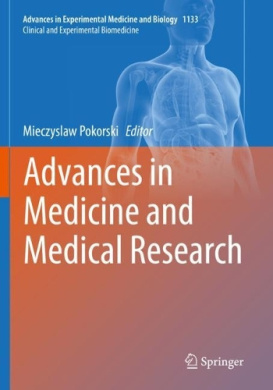 Advances in Experimental Medicine and Biology 1133
Clinical and Experimental Biomedicine
Mieczyslaw Pokorski Editor
Advances in
Medicine and
Medical Research
Springer